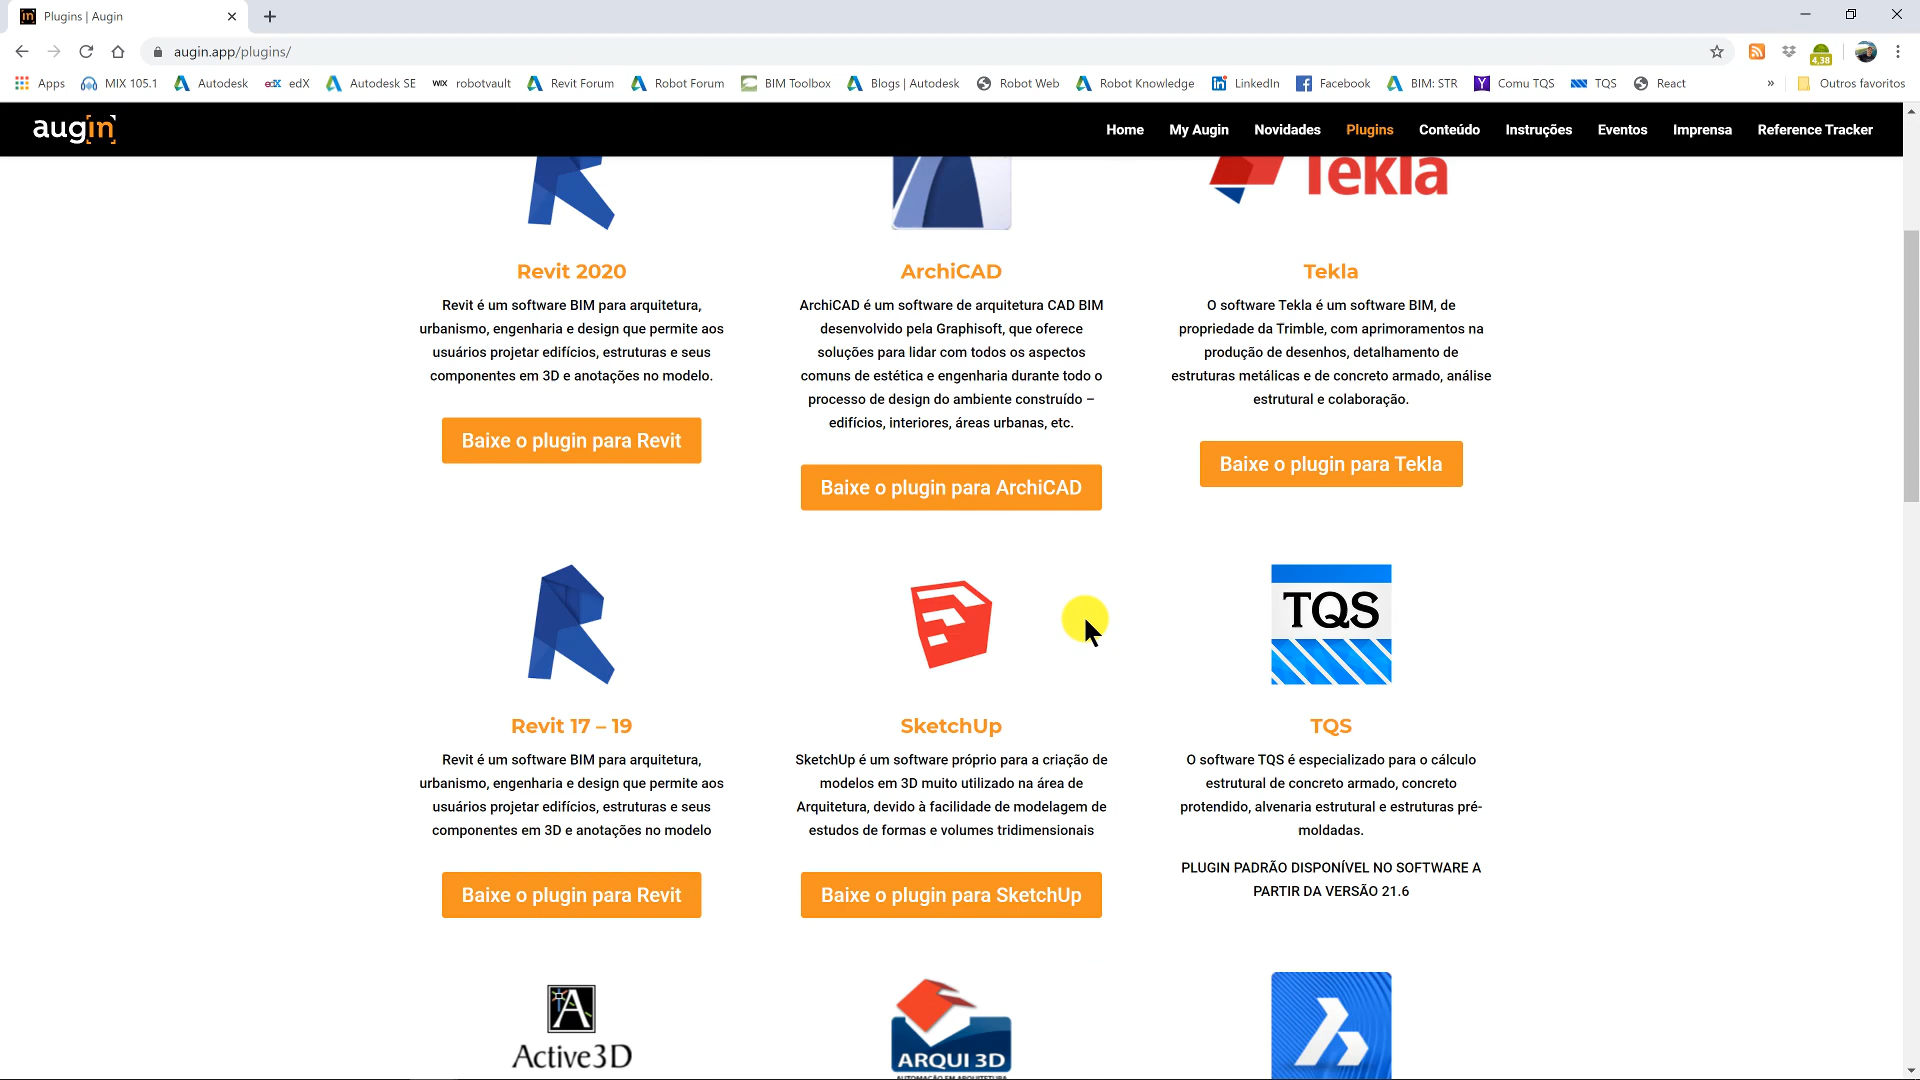 Plugins | Augin
augin.app/plugins/
4,38
Apps MIX 105.1 Autodesk edX edX Autodesk SE WIX robotvault Revit Forum Robot Forum BIM Toolbox Blogs | Autodesk Robot Web Robot Knowledge LinkedIn Facebook BIM: STR Comu TQS TQS React » Outros favoritos
aug[in] Home My Augin Novidades Plugins Conteúdo Instruções Eventos Imprensa Reference Tracker
Tekla
Revit 2020
Revit é um software BIM para arquitetura,
urbanismo, engenharia e design que permite aos
usuários projetar edifícios, estruturas e seus
componentes em 3D e anotações no modelo.
Baixe o plugin para Revit
ArchiCAD
ArchiCAD é um software de arquitetura CAD BIM
desenvolvido pela Graphisoft, que oferece
soluções para lidar com todos os aspectos
comuns de estética e engenharia durante todo o
processo de design do ambiente construído –
edifícios, interiores, áreas urbanas, etc.
Baixe o plugin para ArchiCAD
Tekla
O software Tekla é um software BIM, de
propriedade da Trimble, com aprimoramentos na
produção de desenhos, detalhamento de
estruturas metálicas e de concreto armado, análise
estrutural e colaboração.
Baixe o plugin para Tekla
Revit 17 – 19
Revit é um software BIM para arquitetura,
urbanismo, engenharia e design que permite aos
usuários projetar edifícios, estruturas e seus
componentes em 3D e anotações no modelo
Baixe o plugin para Revit
SketchUp
SketchUp é um software próprio para a criação de
modelos em 3D muito utilizado na área de
Arquitetura, devido à facilidade de modelagem de
estudos de formas e volumes tridimensionais
Baixe o plugin para SketchUp
TQS
TQS
O software TQS é especializado para o cálculo
estrutural de concreto armado, concreto
protendido, alvenaria estrutural e estruturas pré-
moldadas.
PLUGIN PADRÃO DISPONÍVEL NO SOFTWARE A
PARTIR DA VERSÃO 21.6
A
Active3D
ARQUI 3D
AUTOMAÇÃO EM ARQUITETURA